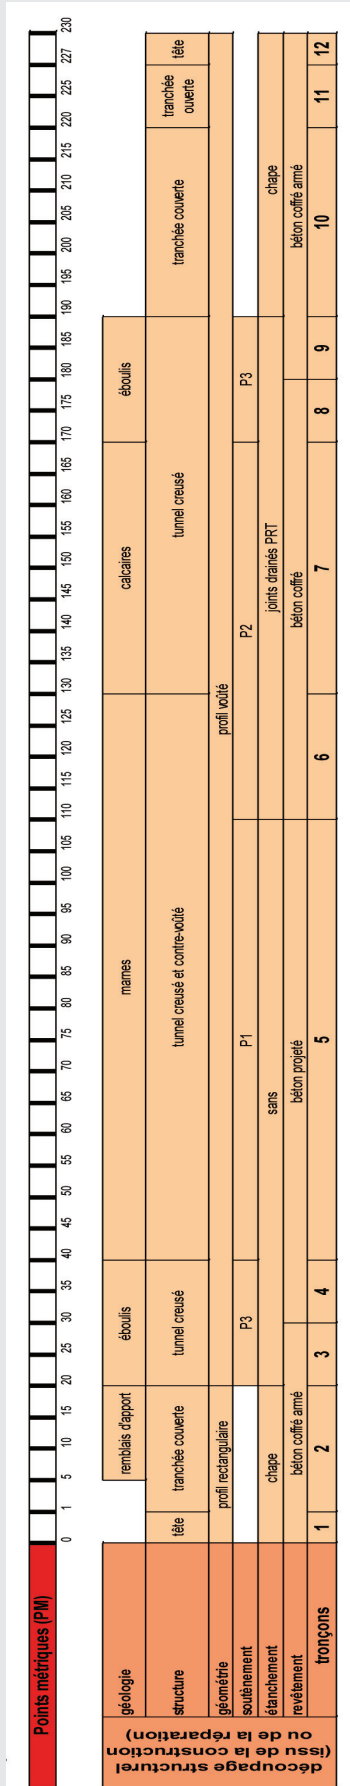 Points métriques (PM)
0 1 5 10 15 20 25 30 35 40 45 50 55 60 65 70 75 80 85 90 95 100 105 110 115 120 125 130 135 140 145 150 155 160 165 170 175 180 185 190 195 200 205 210 215 220 225 227 230
découpage structurel
(issu de la construction
ou de la réparation)
géologie remblais d'apport éboulis marnes calcaires éboulis
structure tête tranchée couverte tunnel creusé tunnel creusé et contre-voûté tunnel creusé tranchée couverte tranchée
ouverte tête
géométrie profil rectangulaire profil voûté
soutènement P3 P1 P2 P3
étanchement chape sans joints drainés PRT chape
revêtement béton coffré armé béton projeté béton coffré béton coffré armé
tronçons 1 2 3 4 5 6 7 8 9 10 11 12